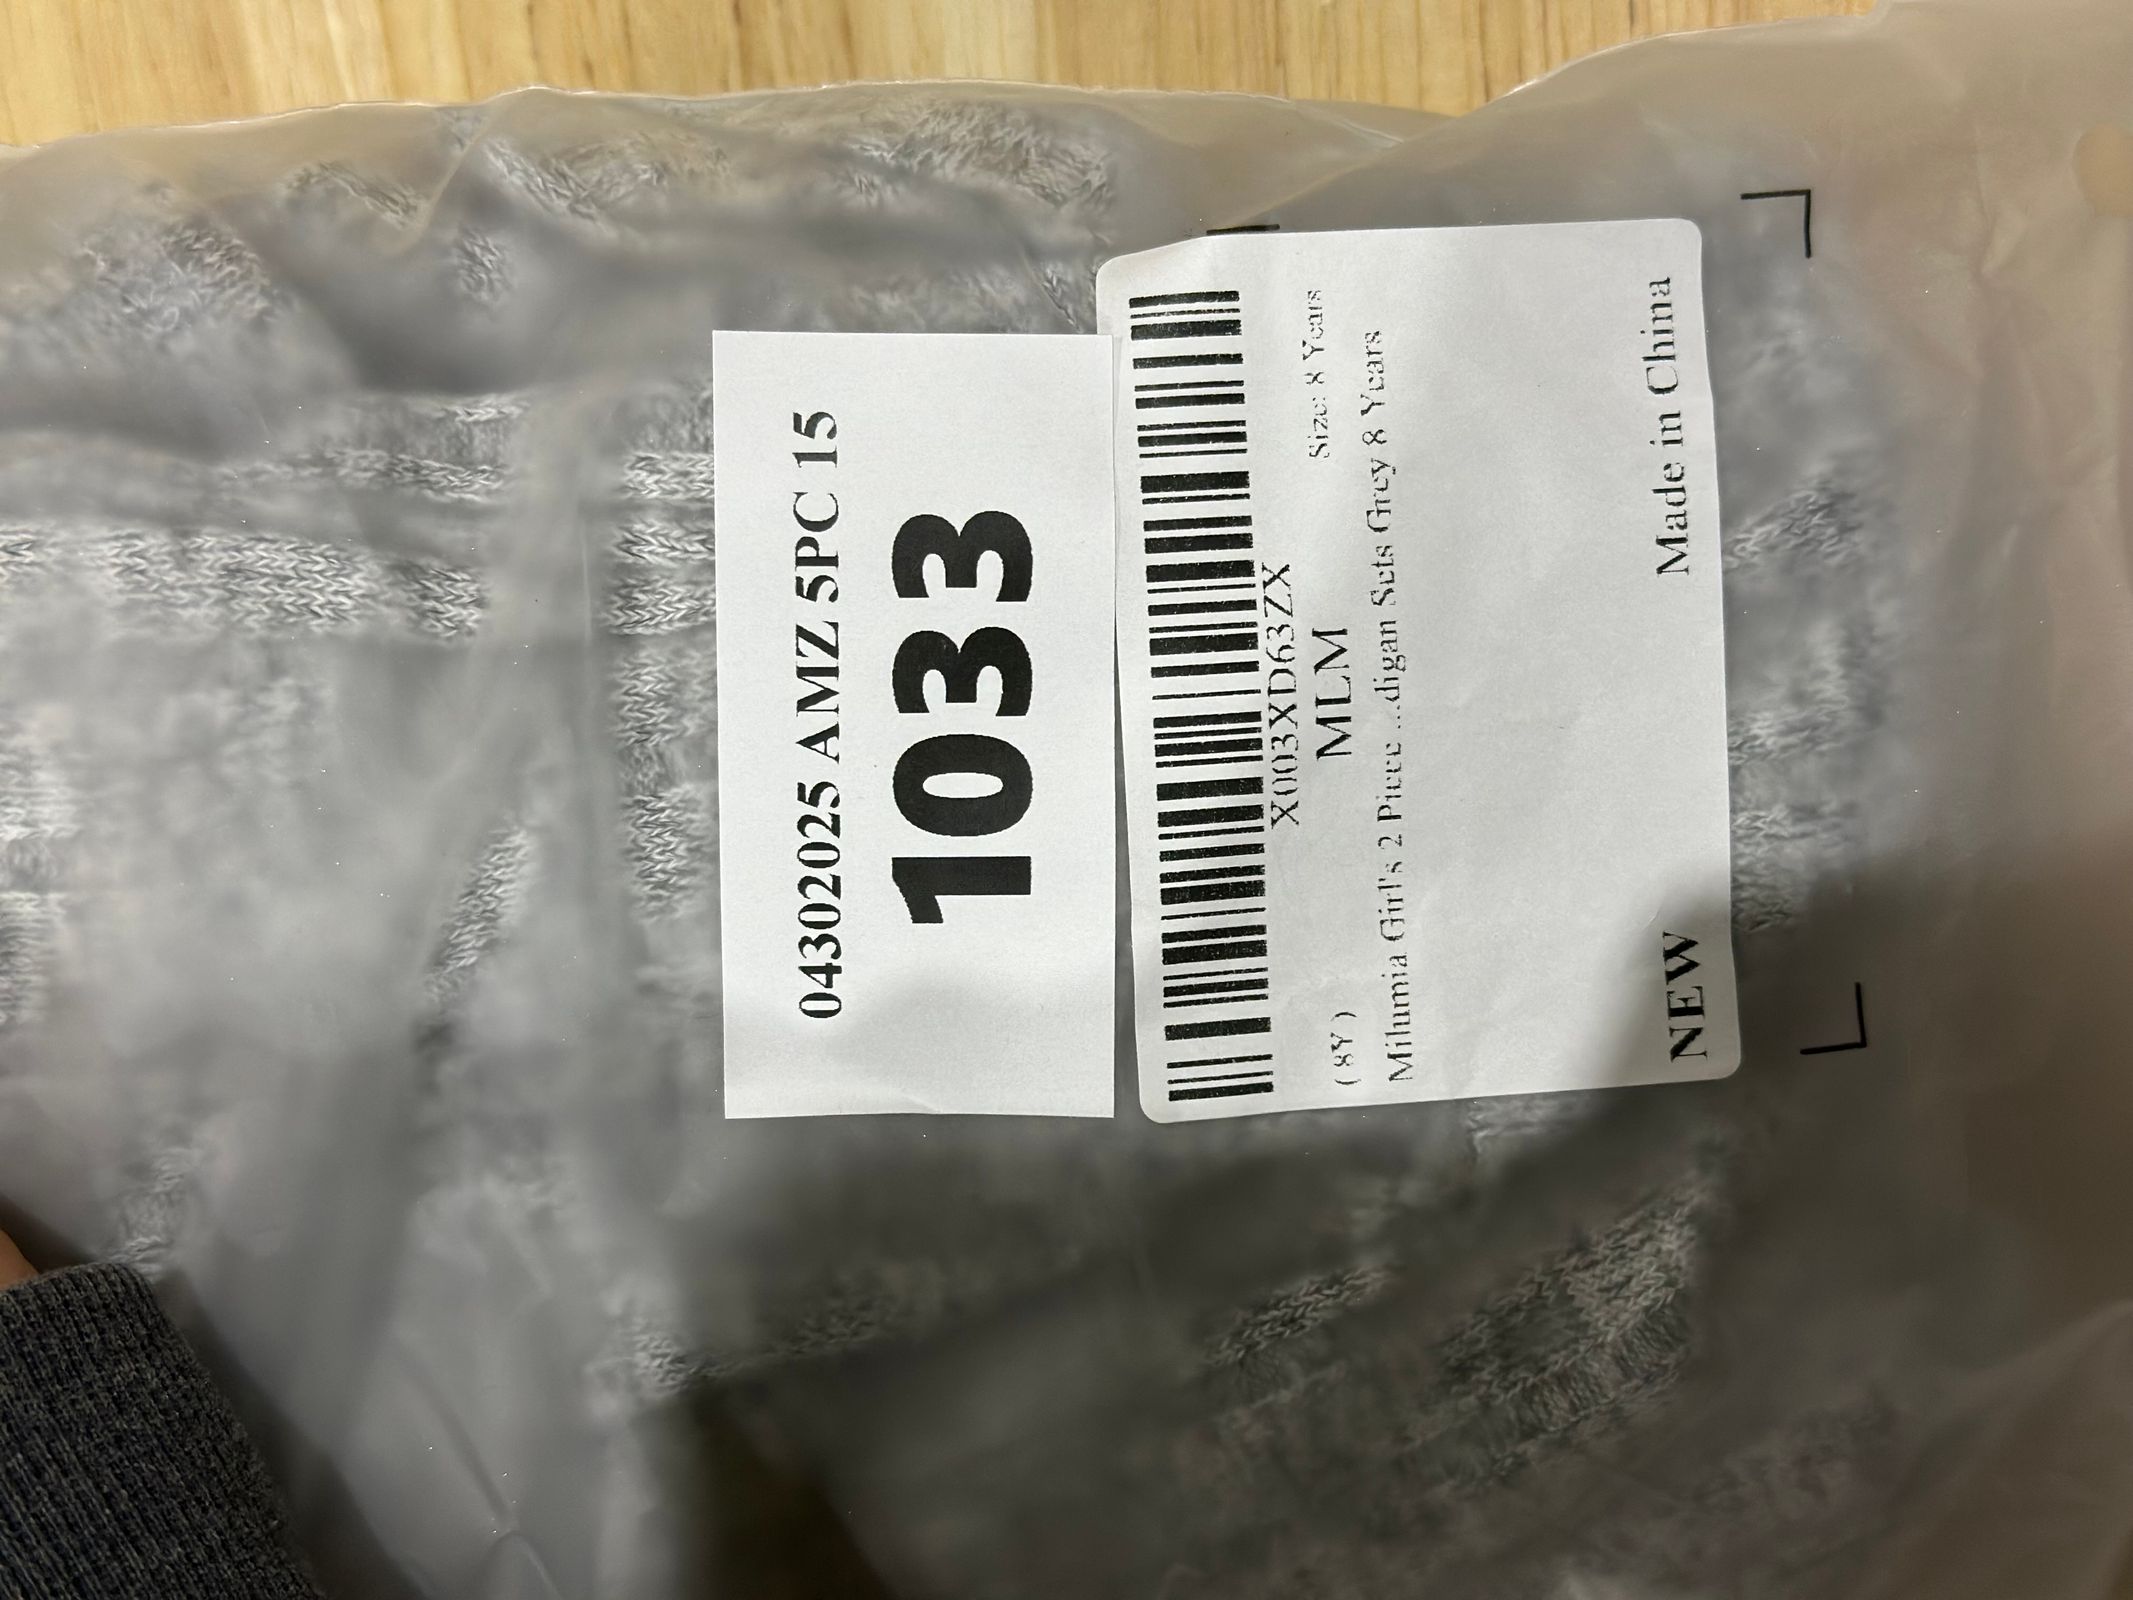 04302025 AMZ 5PC 15
1033
X003XD63ZX
(8Y) MLM Size: 8 Years
Milumia Girl's 2 Piece ...digan Sets Grey 8 Years
NEW Made in China